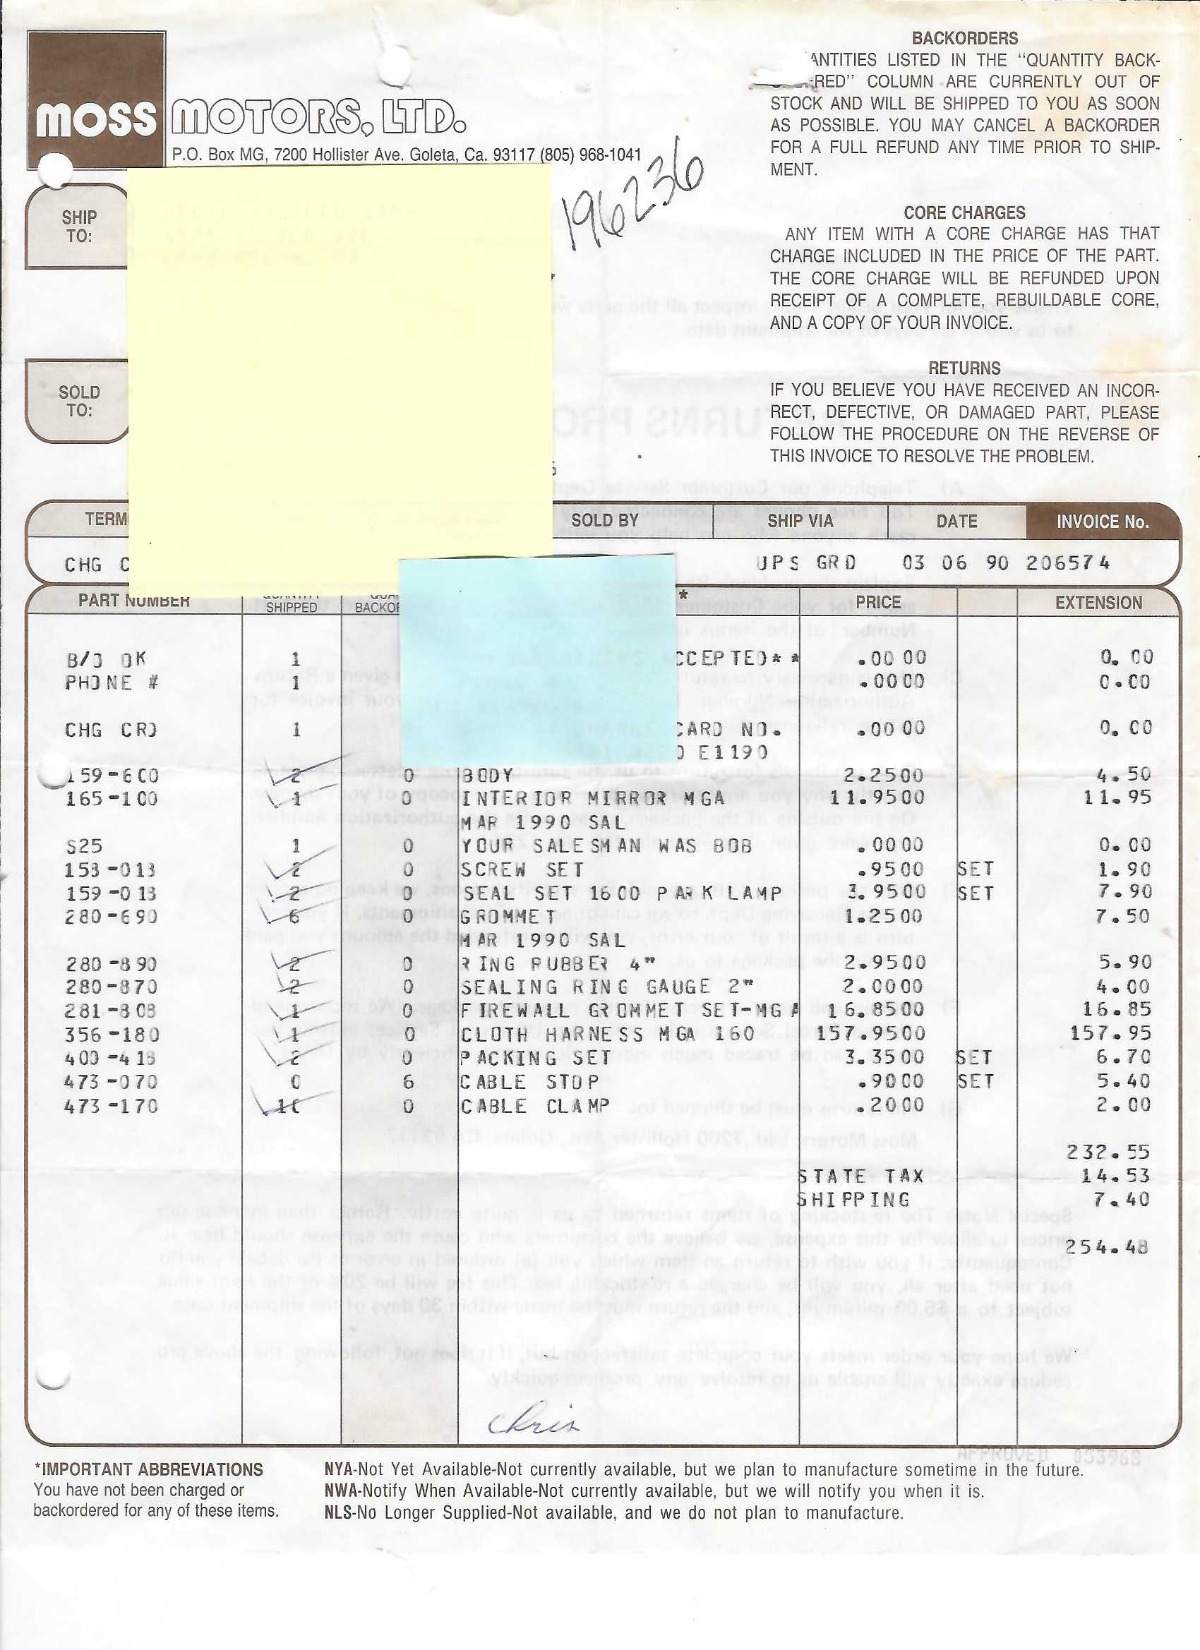 moss MOTORS, LTD.
P.O. Box MG, 7200 Hollister Ave. Goleta, Ca. 93117 (805) 968-1041
196236
BACKORDERS
ANTITIES LISTED IN THE "QUANTITY BACK-
RED" COLUMN ARE CURRENTLY OUT OF
STOCK AND WILL BE SHIPPED TO YOU AS SOON
AS POSSIBLE. YOU MAY CANCEL A BACKORDER
FOR A FULL REFUND ANY TIME PRIOR TO SHIP-
MENT.
CORE CHARGES
ANY ITEM WITH A CORE CHARGE HAS THAT
CHARGE INCLUDED IN THE PRICE OF THE PART.
THE CORE CHARGE WILL BE REFUNDED UPON
RECEIPT OF A COMPLETE, REBUILDABLE CORE,
AND A COPY OF YOUR INVOICE.
RETURNS
IF YOU BELIEVE YOU HAVE RECEIVED AN INCOR-
RECT, DEFECTIVE, OR DAMAGED PART, PLEASE
FOLLOW THE PROCEDURE ON THE REVERSE OF
THIS INVOICE TO RESOLVE THE PROBLEM.
SHIP
TO:
SOLD
TO:
TERM SOLD BY SHIP VIA DATE INVOICE No.
CHG C UPS GRD 03 06 90 206574
PART NUMBER QUANTITY SHIPPED BACKO * PRICE EXTENSION
B/O OK 1 CCEPTED** .0000 0.00
PHONE # 1 .0000 0.00
CHG CRD 1 CARD NO. .0000 0.00
E1190
159-600 2 0 BODY 2.2500 4.50
165-100 1 0 INTERIOR MIRROR MGA 11.9500 11.95
MAR 1990 SAL
S25 1 0 YOUR SALESMAN WAS BOB .0000 0.00
153-013 2 0 SCREW SET .9500 SET 1.90
159-013 2 0 SEAL SET 1600 PARK LAMP 3.9500 SET 7.90
280-690 6 0 GROMMET 1.2500 7.50
MAR 1990 SAL
280-890 2 0 RING RUBBER 4" 2.9500 5.90
280-870 2 0 SEALING RING GAUGE 2" 2.0000 4.00
281-808 1 0 FIREWALL GROMMET SET-MGA 16.8500 16.85
356-180 1 0 CLOTH HARNESS MGA 160 157.9500 157.95
403-413 2 0 PACKING SET 3.3500 SET 6.70
473-070 0 6 CABLE STOP .9000 SET 5.40
473-170 10 0 CABLE CLAMP .2000 2.00
232.55
STATE TAX 14.53
SHIPPING 7.40
254.48
Chris
APPROVED 053968
*IMPORTANT ABBREVIATIONS
You have not been charged or
backordered for any of these items.
NYA-Not Yet Available-Not currently available, but we plan to manufacture sometime in the future.
NWA-Notify When Available-Not currently available, but we will notify you when it is.
NLS-No Longer Supplied-Not available, and we do not plan to manufacture.